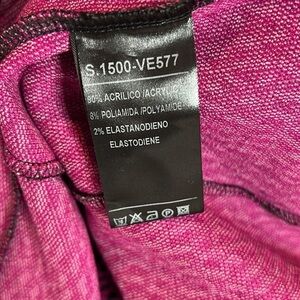 S.1500-VE577
90% ACRILICO /ACRYLIC
8% POLIAMIDA /POLYAMIDE
2% ELASTANODIENO
ELASTODIENE